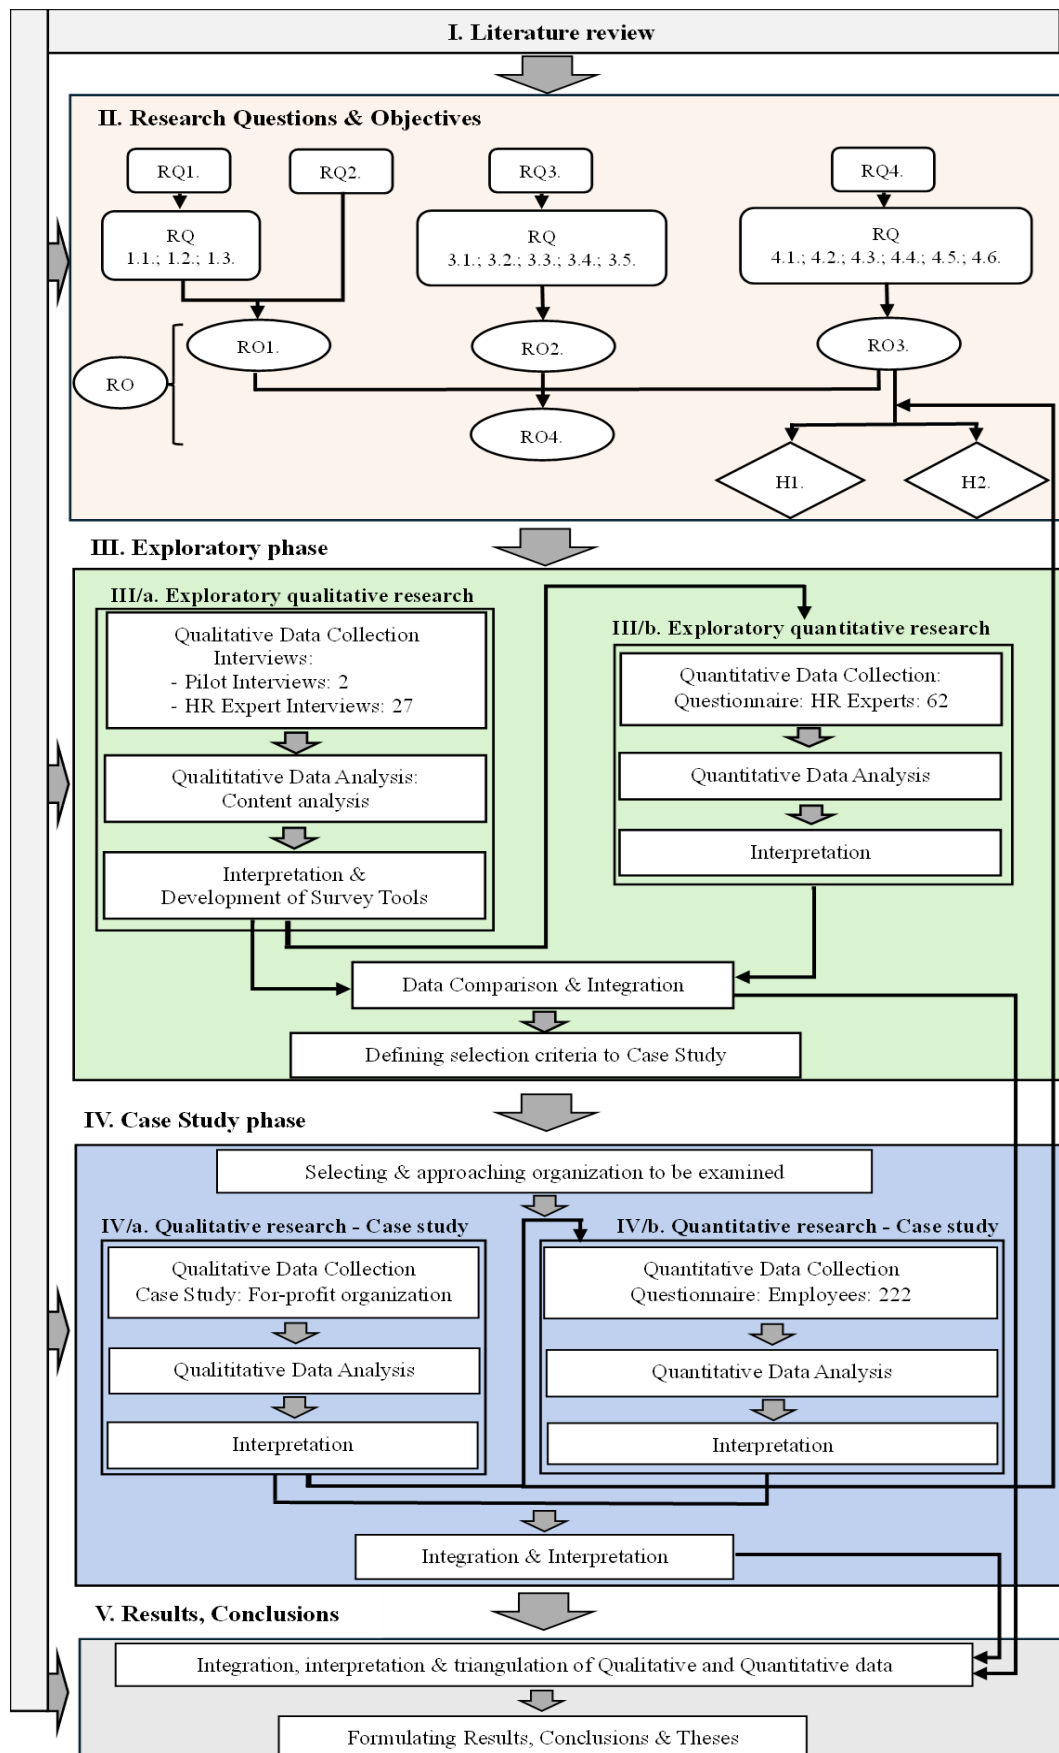 I. Literature review
II. Research Questions & Objectives
RQ1.
RQ2.
RQ3.
RQ4.
RQ
1.1.; 1.2.; 1.3.
RQ
3.1.; 3.2.; 3.3.; 3.4.; 3.5.
RQ
4.1.; 4.2.; 4.3.; 4.4.; 4.5.; 4.6.
RO
RO1.
RO2.
RO3.
RO4.
H1.
H2.
III. Exploratory phase
III/a. Exploratory qualitative research
Qualitative Data Collection
Interviews:
- Pilot Interviews: 2
- HR Expert Interviews: 27
Qualititative Data Analysis:
Content analysis
Interpretation &
Development of Survey Tools
III/b. Exploratory quantitative research
Quantitative Data Collection:
Questionnaire: HR Experts: 62
Quantitative Data Analysis
Interpretation
Data Comparison & Integration
Defining selection criteria to Case Study
IV. Case Study phase
Selecting & approaching organization to be examined
IV/a. Qualitative research - Case study
Qualitative Data Collection
Case Study: For-profit organization
Qualititative Data Analysis
Interpretation
IV/b. Quantitative research - Case study
Quantitative Data Collection
Questionnaire: Employees: 222
Quantitative Data Analysis
Interpretation
Integration & Interpretation
V. Results, Conclusions
Integration, interpretation & triangulation of Qualitative and Quantitative data
Formulating Results, Conclusions & Theses